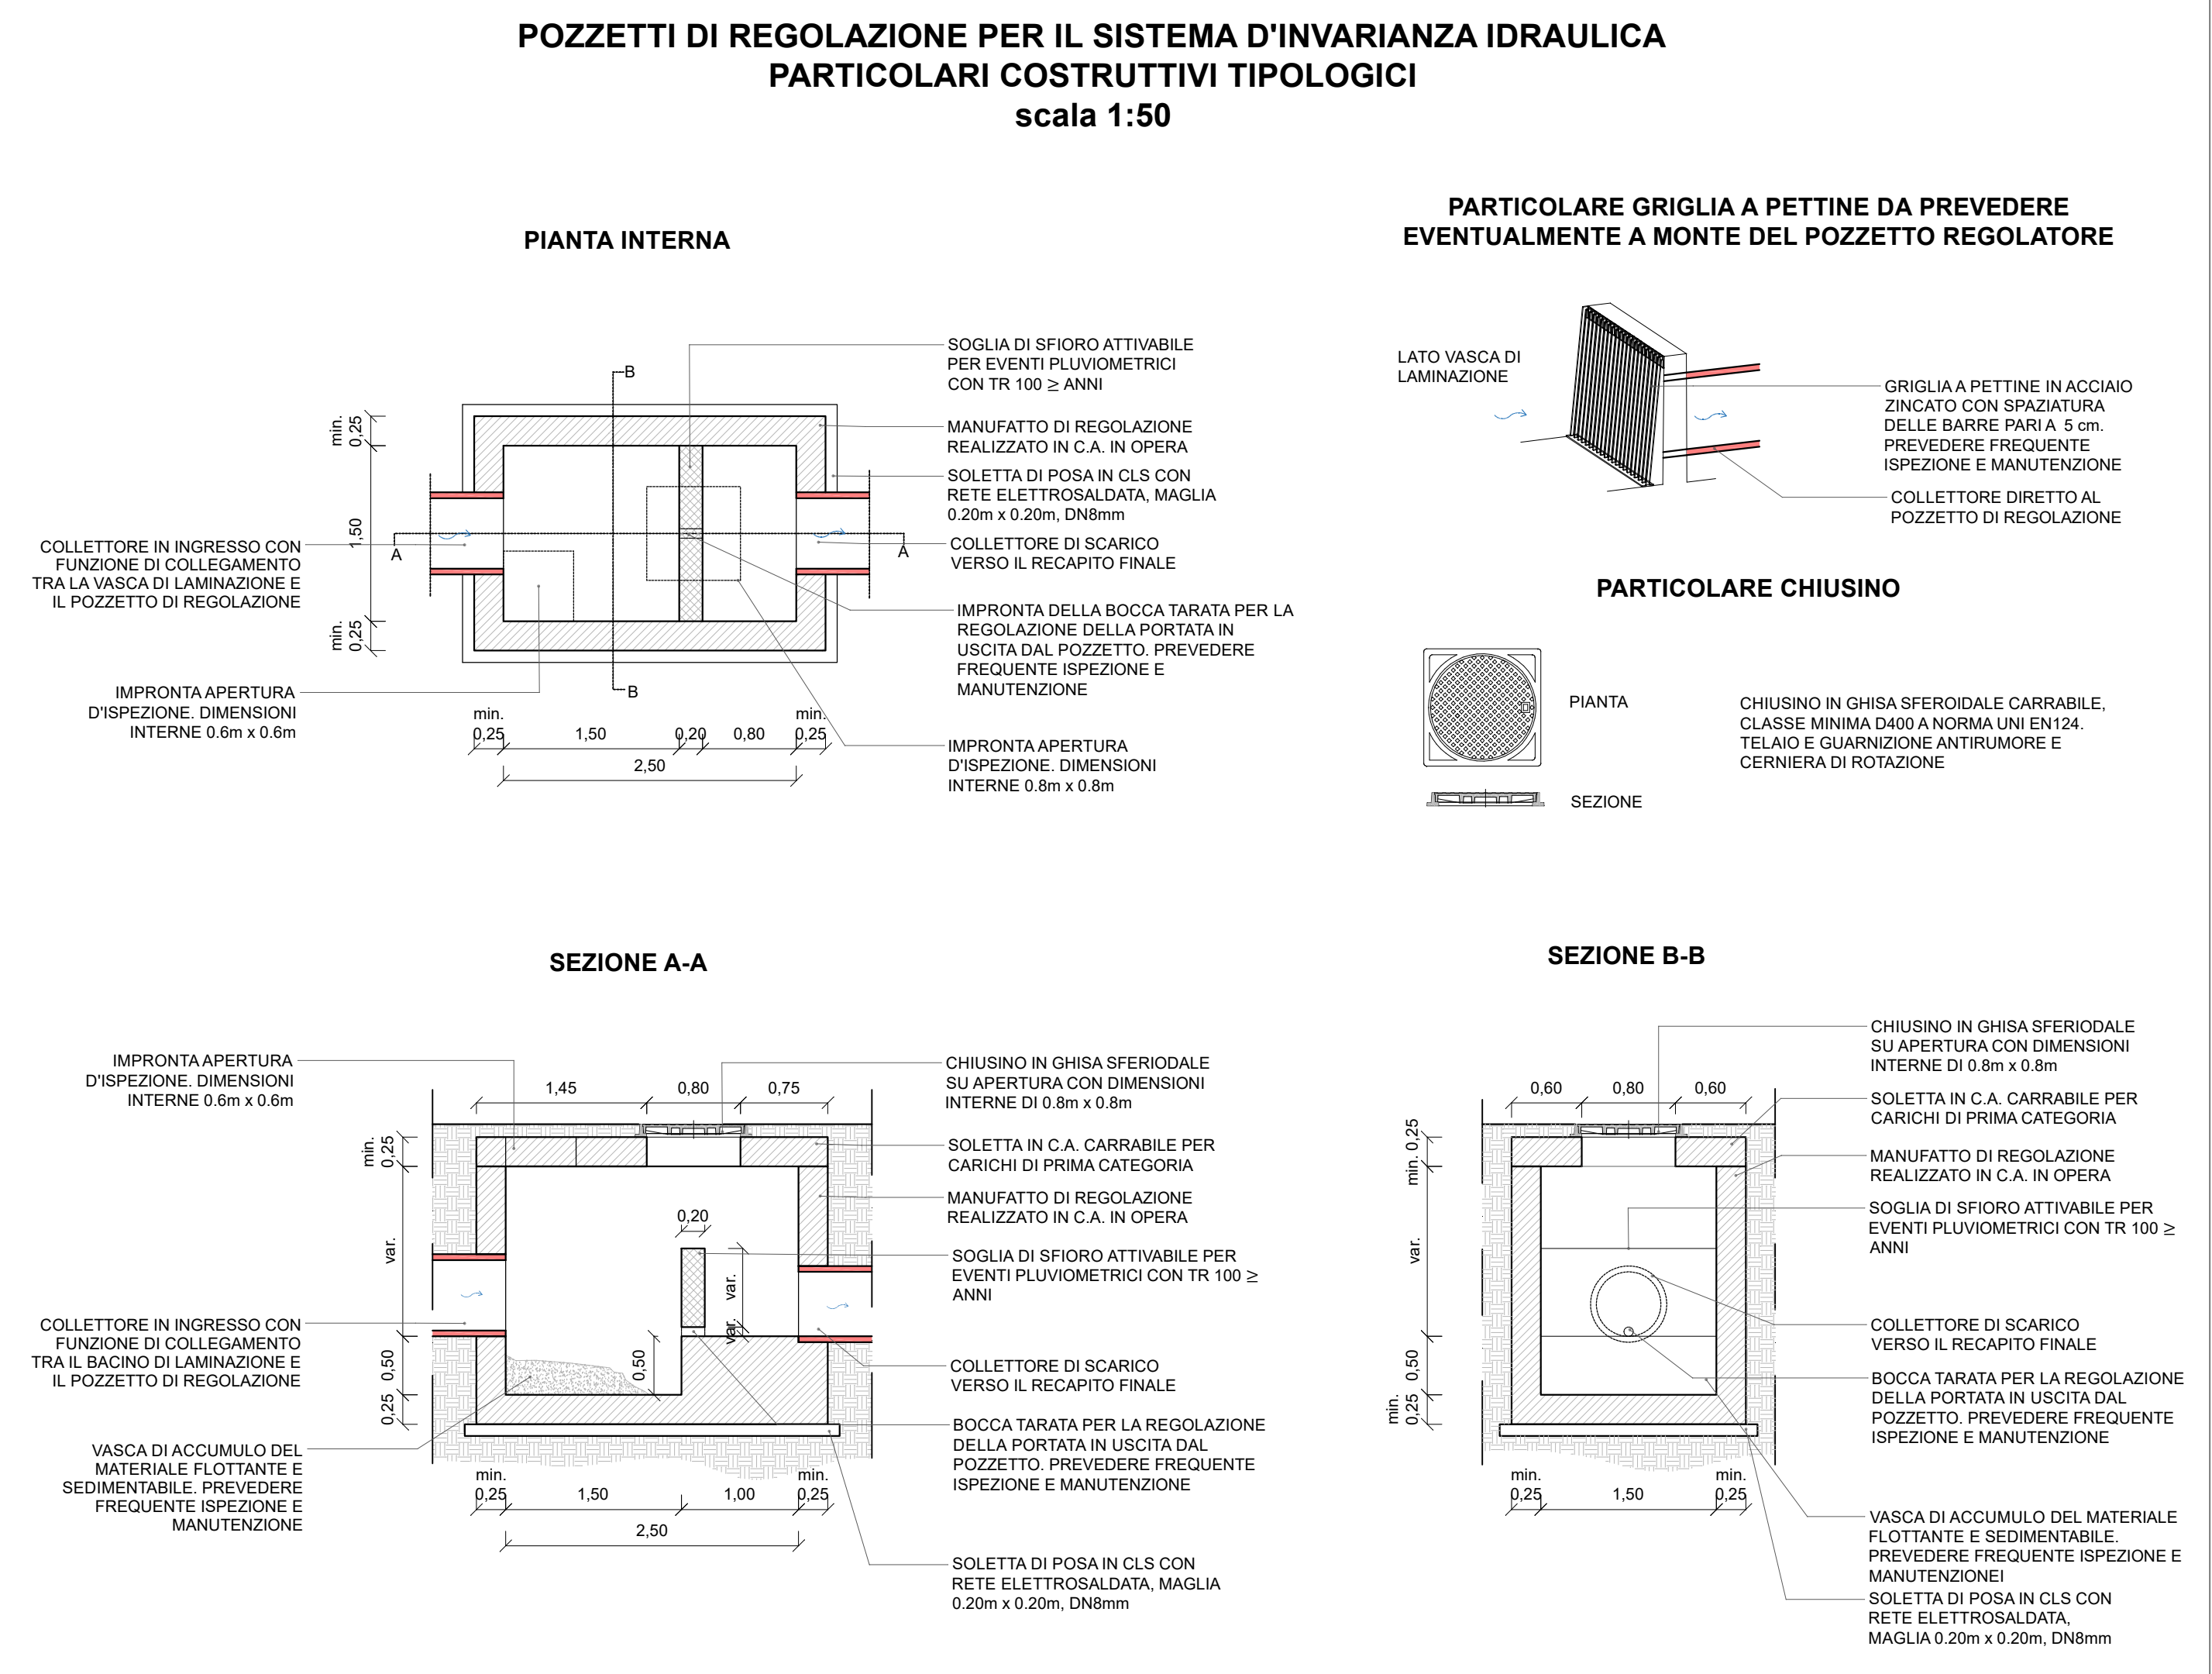 POZZETTI DI REGOLAZIONE PER IL SISTEMA D'INVARIANZA IDRAULICA
PARTICOLARI COSTRUTTIVI TIPOLOGICI
scala 1:50
PIANTA INTERNA
SOGLIA DI SFIORO ATTIVABILE
PER EVENTI PLUVIOMETRICI
CON TR 100 ≥ ANNI
MANUFATTO DI REGOLAZIONE
REALIZZATO IN C.A. IN OPERA
SOLETTA DI POSA IN CLS CON
RETE ELETTROSALDATA, MAGLIA
0.20m x 0.20m, DN8mm
COLLETTORE DI SCARICO
VERSO IL RECAPITO FINALE
IMPRONTA DELLA BOCCA TARATA PER LA
REGOLAZIONE DELLA PORTATA IN
USCITA DAL POZZETTO. PREVEDERE
FREQUENTE ISPEZIONE E
MANUTENZIONE
IMPRONTA APERTURA
D'ISPEZIONE. DIMENSIONI
INTERNE 0.8m x 0.8m
COLLETTORE IN INGRESSO CON
FUNZIONE DI COLLEGAMENTO
TRA LA VASCA DI LAMINAZIONE E
IL POZZETTO DI REGOLAZIONE
IMPRONTA APERTURA
D'ISPEZIONE. DIMENSIONI
INTERNE 0.6m x 0.6m
min.
0,25
1,50
min.
0,25
B
B
A
A
min.
0,25
1,50
0,20
0,80
min.
0,25
2,50
PARTICOLARE GRIGLIA A PETTINE DA PREVEDERE
EVENTUALMENTE A MONTE DEL POZZETTO REGOLATORE
LATO VASCA DI
LAMINAZIONE
GRIGLIA A PETTINE IN ACCIAIO
ZINCATO CON SPAZIATURA
DELLE BARRE PARI A 5 cm.
PREVEDERE FREQUENTE
ISPEZIONE E MANUTENZIONE
COLLETTORE DIRETTO AL
POZZETTO DI REGOLAZIONE
PARTICOLARE CHIUSINO
PIANTA
SEZIONE
CHIUSINO IN GHISA SFEROIDALE CARRABILE,
CLASSE MINIMA D400 A NORMA UNI EN124.
TELAIO E GUARNIZIONE ANTIRUMORE E
CERNIERA DI ROTAZIONE
SEZIONE A-A
IMPRONTA APERTURA
D'ISPEZIONE. DIMENSIONI
INTERNE 0.6m x 0.6m
COLLETTORE IN INGRESSO CON
FUNZIONE DI COLLEGAMENTO
TRA IL BACINO DI LAMINAZIONE E
IL POZZETTO DI REGOLAZIONE
VASCA DI ACCUMULO DEL
MATERIALE FLOTTANTE E
SEDIMENTABILE. PREVEDERE
FREQUENTE ISPEZIONE E
MANUTENZIONE
1,45
0,80
0,75
min.
0,25
var.
0,50
0,25
0,20
var.
var.
0,50
min.
0,25
1,50
1,00
min.
0,25
2,50
CHIUSINO IN GHISA SFERIODALE
SU APERTURA CON DIMENSIONI
INTERNE DI 0.8m x 0.8m
SOLETTA IN C.A. CARRABILE PER
CARICHI DI PRIMA CATEGORIA
MANUFATTO DI REGOLAZIONE
REALIZZATO IN C.A. IN OPERA
SOGLIA DI SFIORO ATTIVABILE PER
EVENTI PLUVIOMETRICI CON TR 100 ≥
ANNI
COLLETTORE DI SCARICO
VERSO IL RECAPITO FINALE
BOCCA TARATA PER LA REGOLAZIONE
DELLA PORTATA IN USCITA DAL
POZZETTO. PREVEDERE FREQUENTE
ISPEZIONE E MANUTENZIONE
SOLETTA DI POSA IN CLS CON
RETE ELETTROSALDATA, MAGLIA
0.20m x 0.20m, DN8mm
SEZIONE B-B
0,60
0,80
0,60
min. 0,25
var.
0,50
min.
0,25
min.
0,25
1,50
min.
0,25
CHIUSINO IN GHISA SFERIODALE
SU APERTURA CON DIMENSIONI
INTERNE DI 0.8m x 0.8m
SOLETTA IN C.A. CARRABILE PER
CARICHI DI PRIMA CATEGORIA
MANUFATTO DI REGOLAZIONE
REALIZZATO IN C.A. IN OPERA
SOGLIA DI SFIORO ATTIVABILE PER
EVENTI PLUVIOMETRICI CON TR 100 ≥
ANNI
COLLETTORE DI SCARICO
VERSO IL RECAPITO FINALE
BOCCA TARATA PER LA REGOLAZIONE
DELLA PORTATA IN USCITA DAL
POZZETTO. PREVEDERE FREQUENTE
ISPEZIONE E MANUTENZIONE
VASCA DI ACCUMULO DEL MATERIALE
FLOTTANTE E SEDIMENTABILE.
PREVEDERE FREQUENTE ISPEZIONE E
MANUTENZIONEI
SOLETTA DI POSA IN CLS CON
RETE ELETTROSALDATA,
MAGLIA 0.20m x 0.20m, DN8mm